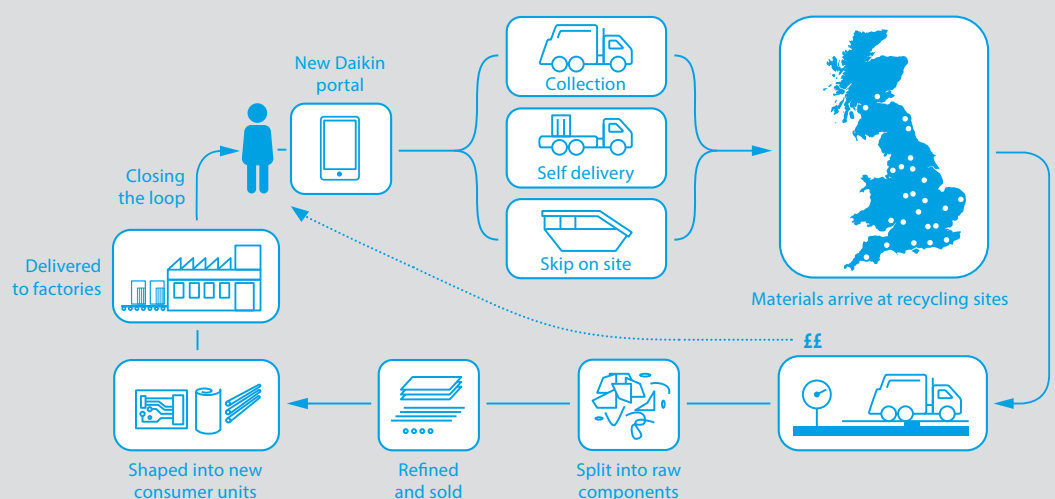 New Daikin
portal
Collection
Self delivery
Skip on site
Materials arrive at recycling sites
££
Split into raw
components
Refined
and sold
Shaped into new
consumer units
Delivered
to factories
Closing
the loop